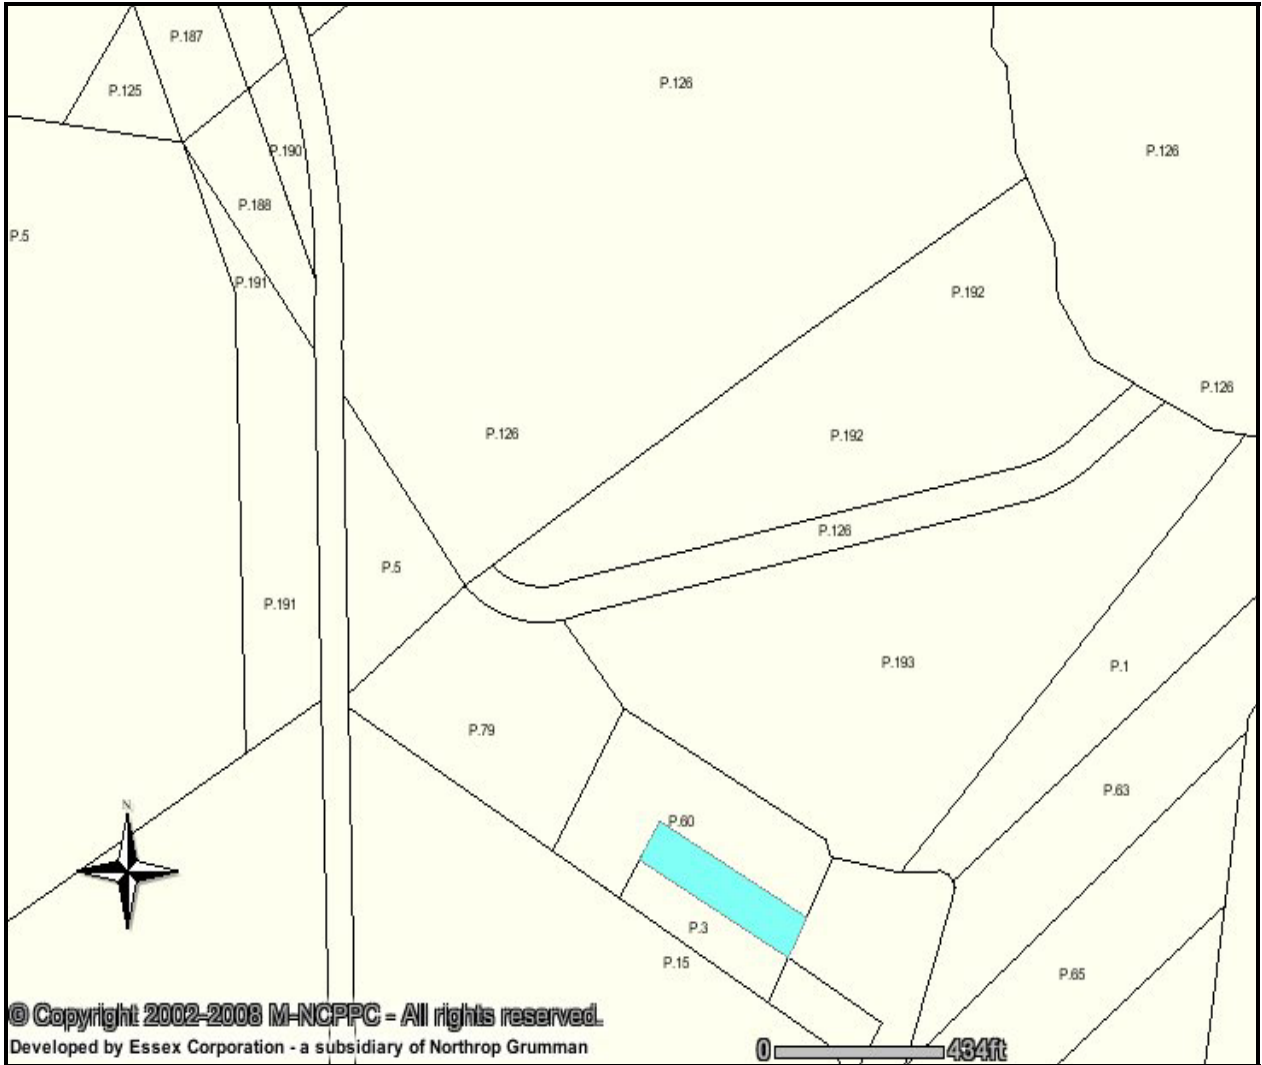 P.187
P.126
P.125
P.190
P.126
P.188
P.5
P.191
P.192
P.126
P.126
P.192
P.126
P.5
P.191
P.193
P.1
P.79
P.63
P.60
P.3
P.15
P.65
N
© Copyright 2002-2008 M-NCPPC - All rights reserved.
Developed by Essex Corporation - a subsidiary of Northrop Grumman
0 434ft